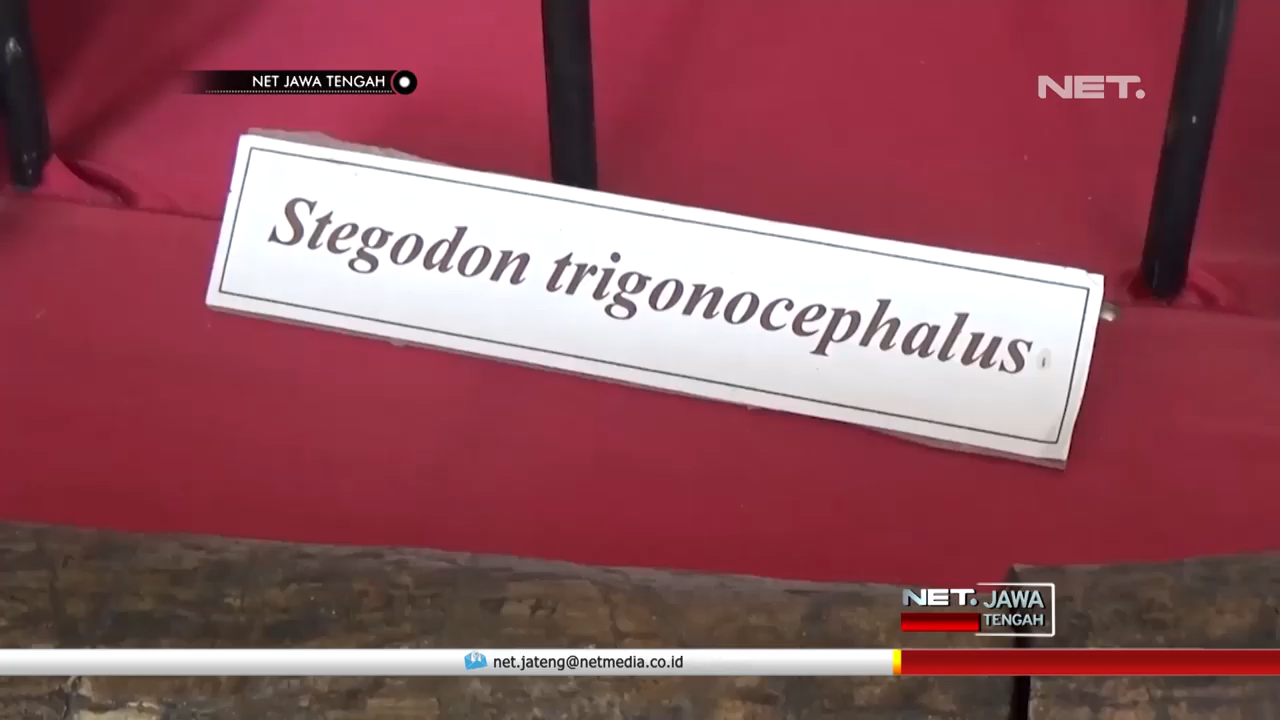 NET JAWA TENGAH
NET.
Stegodon trigonocephalus
NET. JAWA
TENGAH
net.jateng@netmedia.co.id